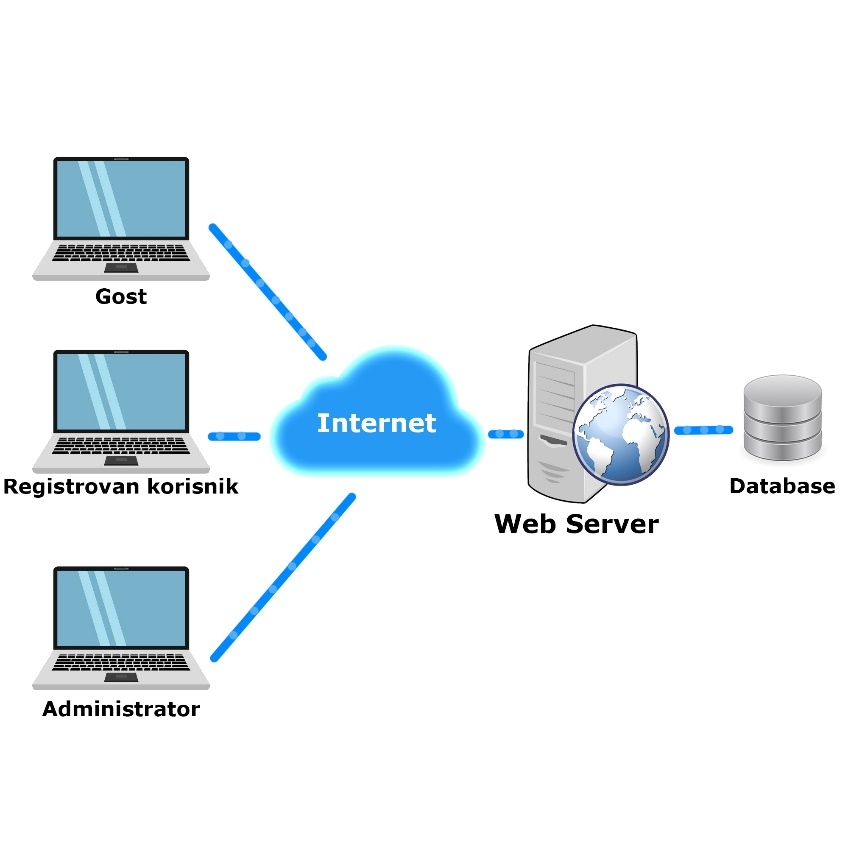 Gost
Internet
Registrovan korisnik
Web Server
Database
Administrator